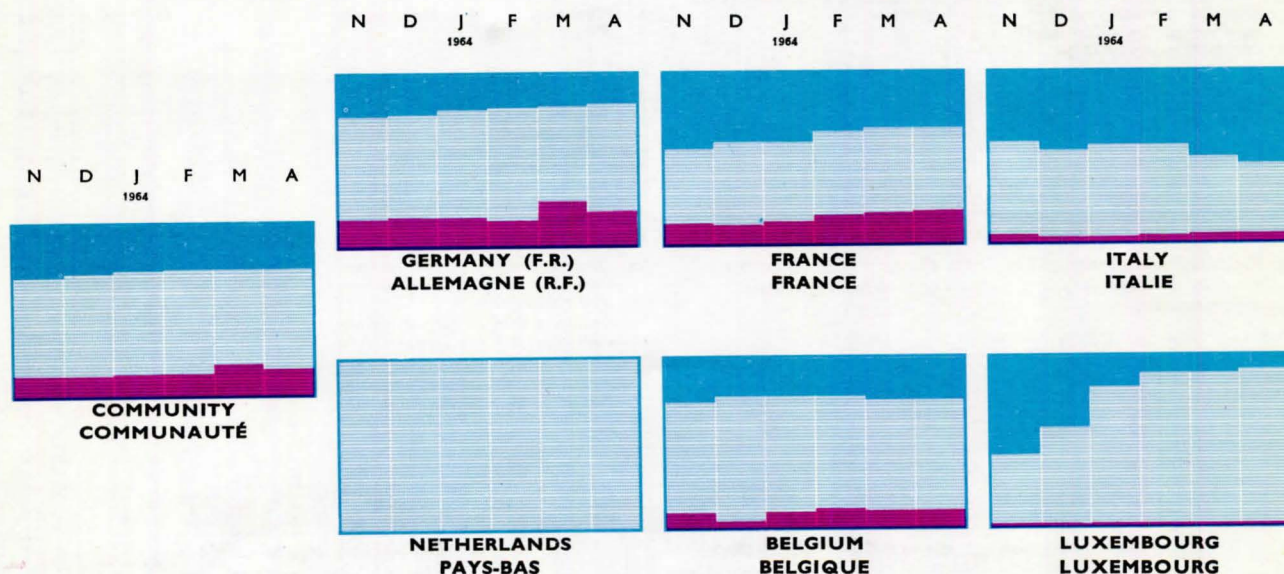 N D J F M A
1964
N D J F M A
1964
N D J F M A
1964
GERMANY (F.R.)
ALLEMAGNE (R.F.)
FRANCE
FRANCE
ITALY
ITALIE
N D J F M A
1964
COMMUNITY
COMMUNAUTÉ
NETHERLANDS
PAYS-BAS
BELGIUM
BELGIQUE
LUXEMBOURG
LUXEMBOURG